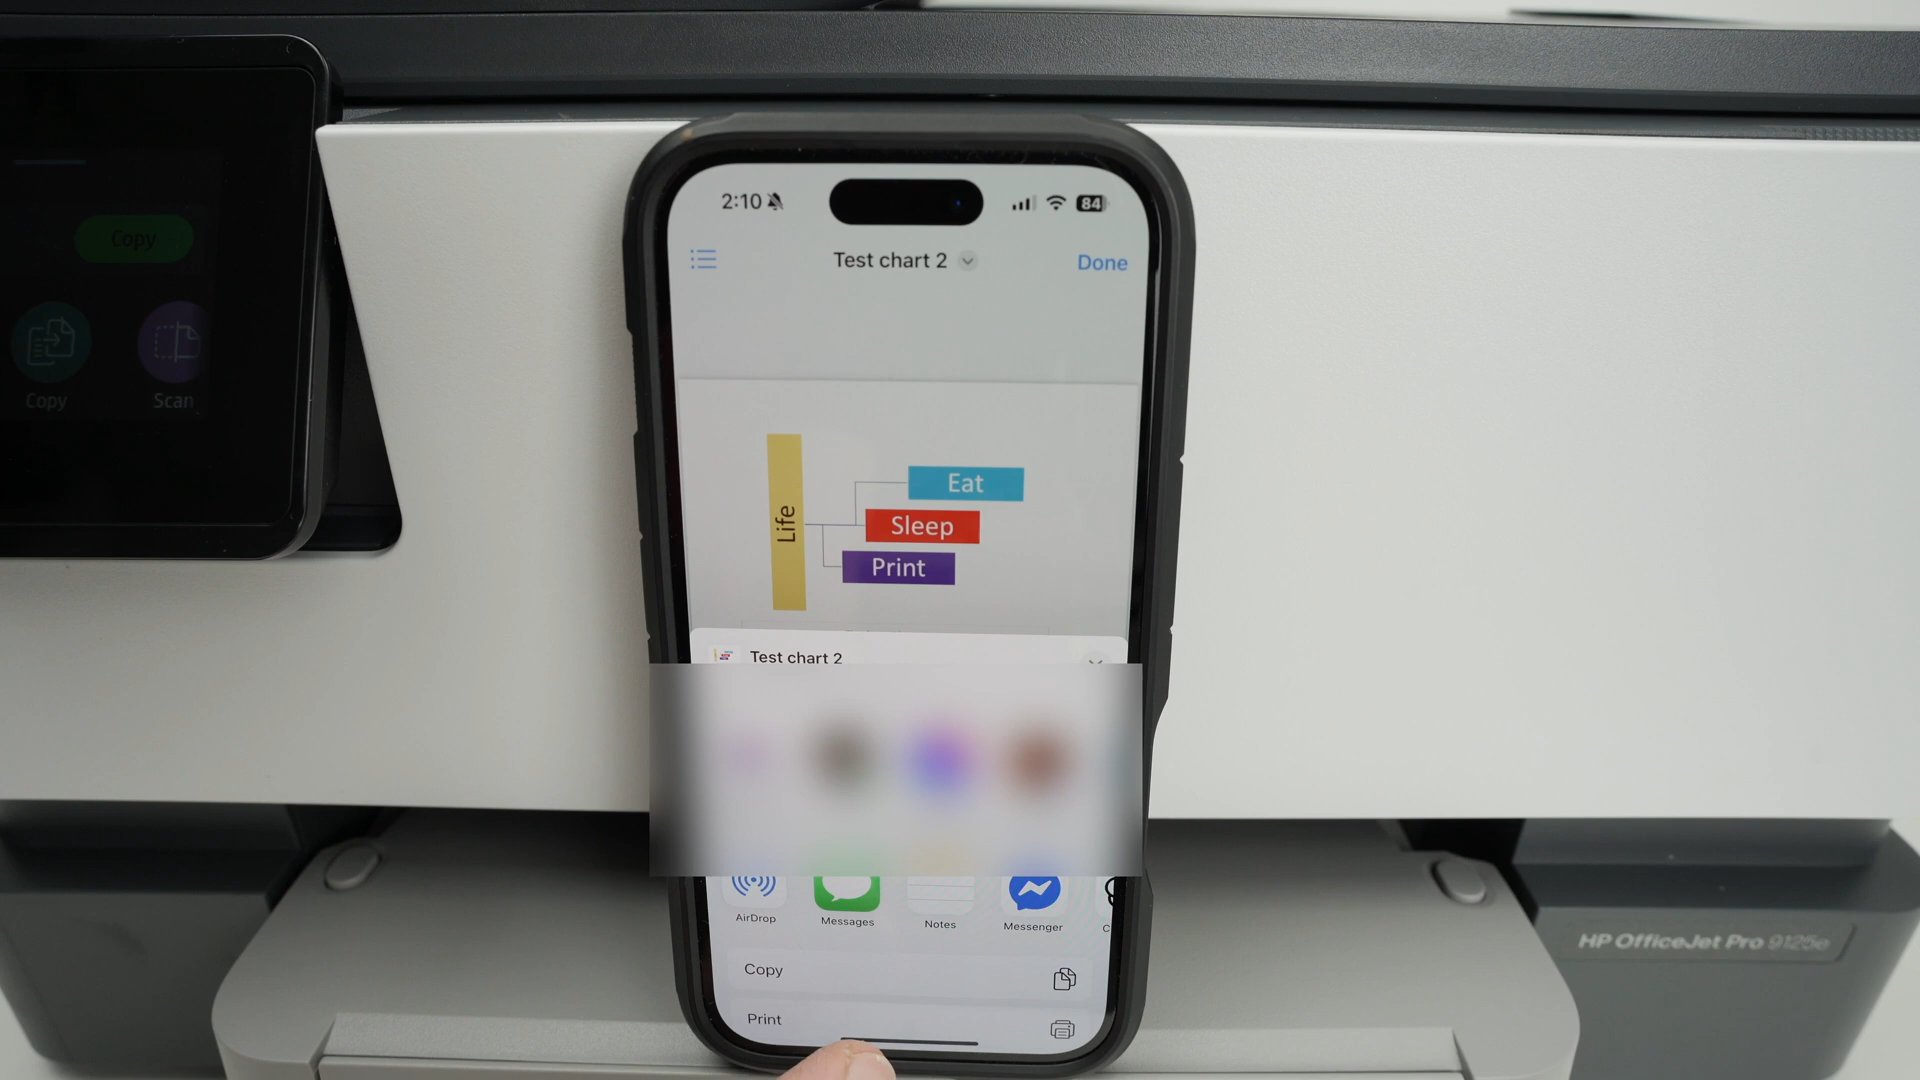 Copy
Copy
Scan
2:10
84
Test chart 2
Done
Life
Eat
Sleep
Print
Test chart 2
AirDrop
Messages
Notes
Messenger
C
Copy
Print
HP OfficeJet Pro 9125e